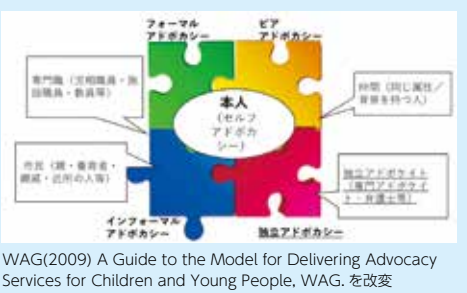 フォーマル
アドボカシー
ピア
アドボカシー
専門職（児相職員・施
設職員・教員等）
本人
（セルフ
アドボカ
シー）
仲間（同じ属性／
背景を持つ人）
市民（親・養育者・
親戚・近所の人等）
独立アドボケイト
（専門アドボケイ
ト・弁護士等）
インフォーマル
アドボカシー
独立アドボカシー
WAG(2009) A Guide to the Model for Delivering Advocacy
Services for Children and Young People, WAG. を改変